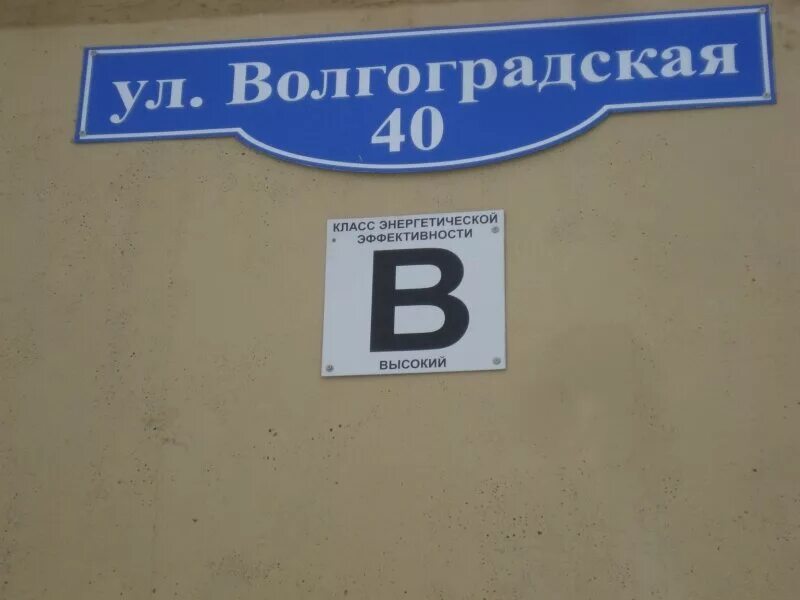 ул. Волгоградская
40
КЛАСС ЭНЕРГЕТИЧЕСКОЙ
ЭФФЕКТИВНОСТИ
B
ВЫСОКИЙ